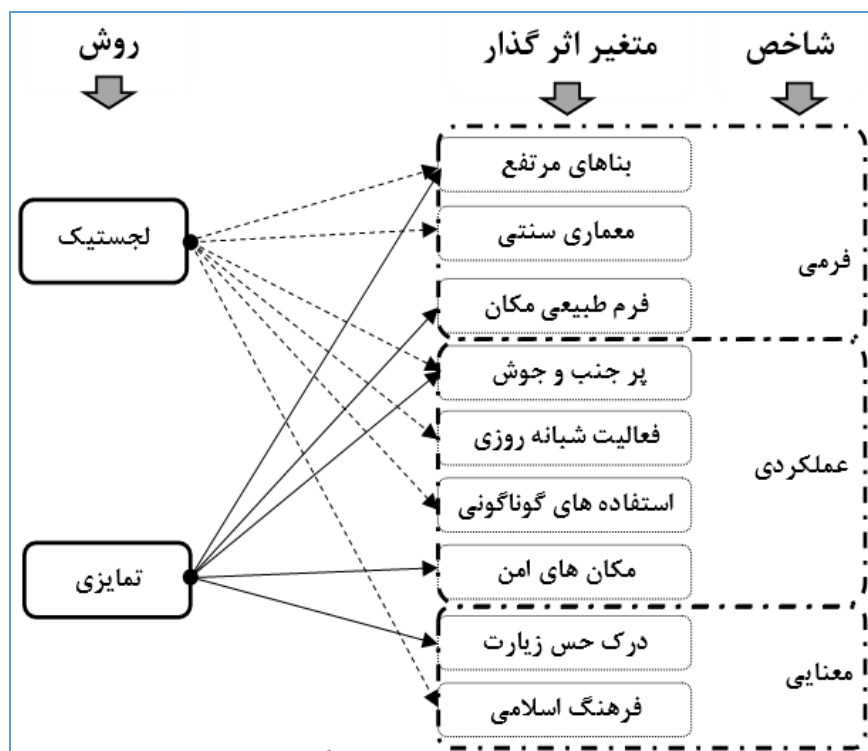 شاخص
متغیر اثر گذار
روش
بناهای مرتفع
معماری سنتی
فرم طبیعی مکان
فرمی
پر جنب و جوش
فعالیت شبانه روزی
استفاده های گوناگونی
مکان های امن
عملکردی
درک حس زیارت
فرهنگ اسلامی
معنایی
لجستیک
تمایزی